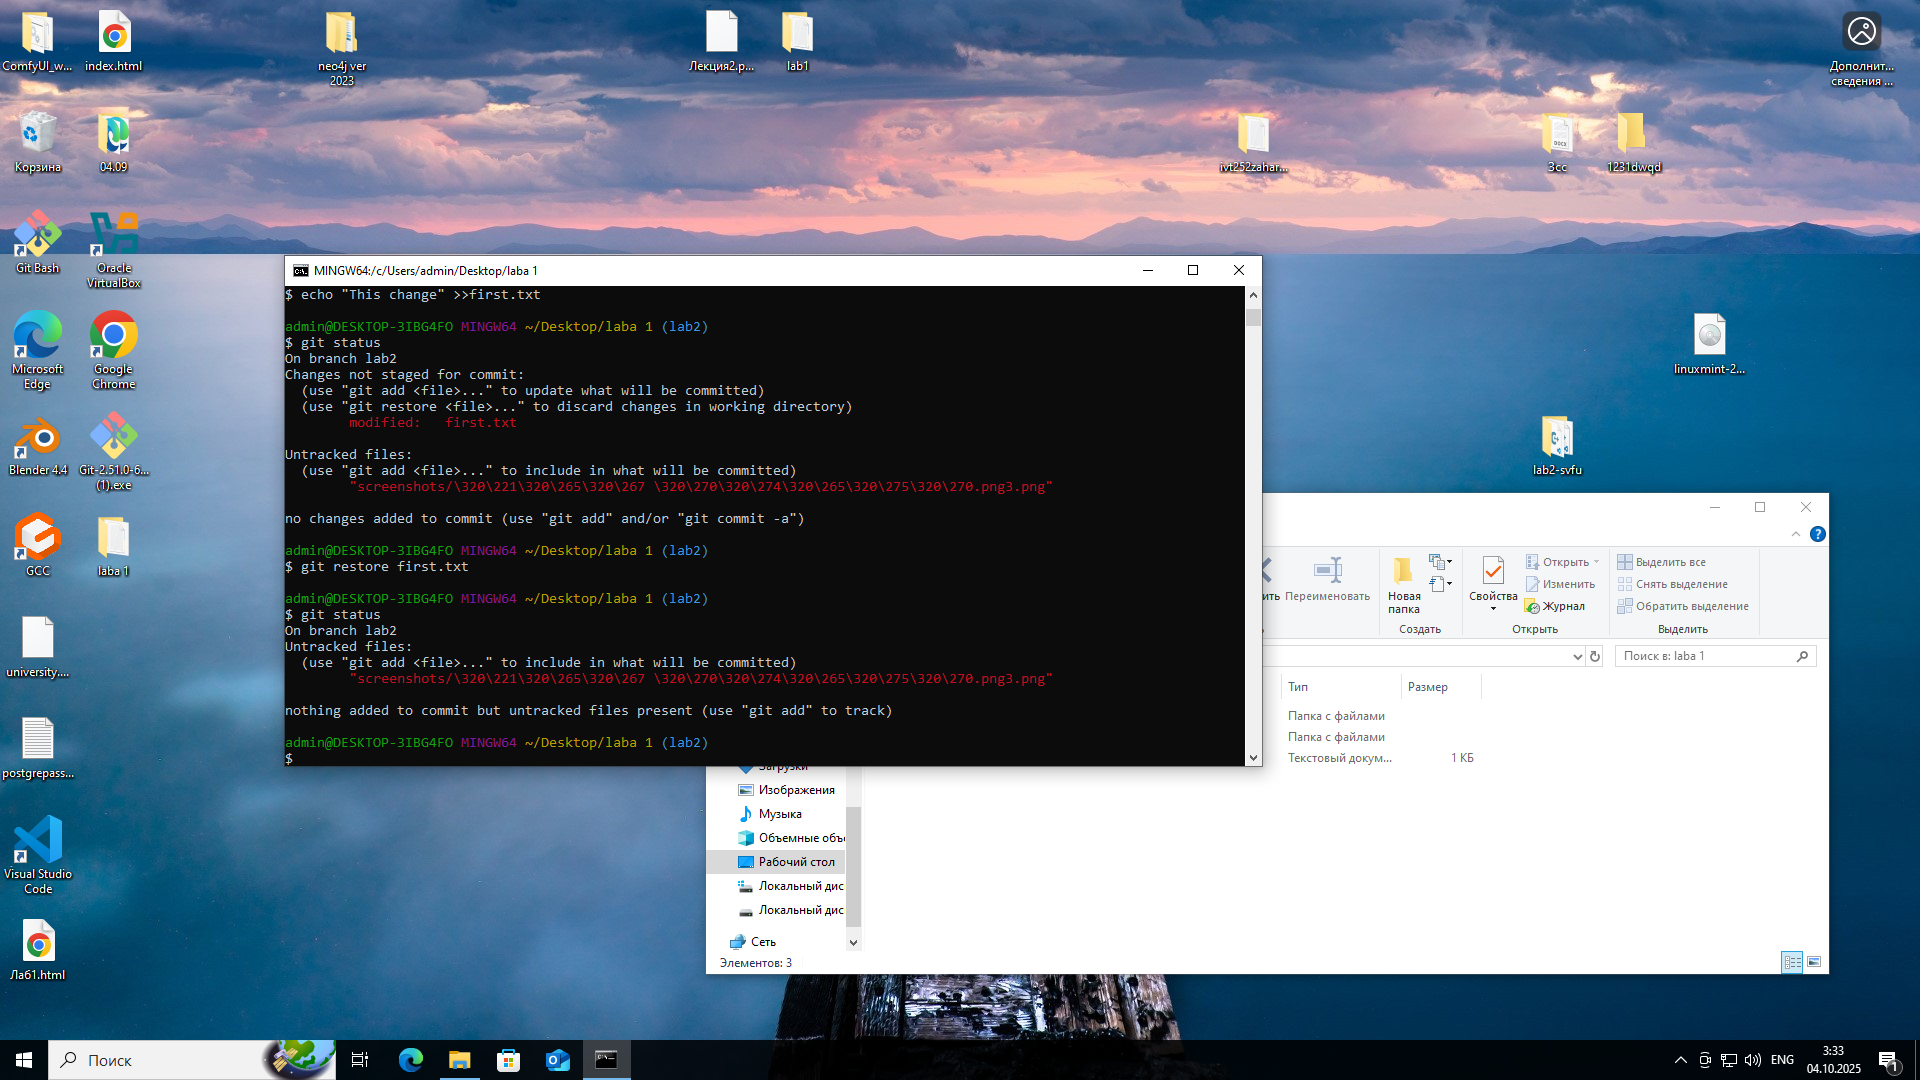 ComfyUI_w...
index.html
neo4j ver
2023
Лекция2.p...
lab1
Дополнит...
сведения ...
Корзина
04.09
ivt252zahar...
3cc
1231dwqd
Git Bash
Oracle
VirtualBox
Microsoft
Edge
Google
Chrome
linuxmint-2...
Blender 4.4
Git-2.51.0-6...
(1).exe
lab2-svfu
GCC
laba 1
university....
postgrepass...
Visual Studio
Code
Лаб1.html
MINGW64:/c/Users/admin/Desktop/laba 1
$ echo "This change" >>first.txt
admin@DESKTOP-3IBG4FO MINGW64 ~/Desktop/laba 1 (lab2)
$ git status
On branch lab2
Changes not staged for commit:
(use "git add <file>..." to update what will be committed)
(use "git restore <file>..." to discard changes in working directory)
modified: first.txt
Untracked files:
(use "git add <file>..." to include in what will be committed)
"screenshots/\320\221\320\265\320\267 \320\270\320\274\320\265\320\275\320\270.png3.png"
no changes added to commit (use "git add" and/or "git commit -a")
admin@DESKTOP-3IBG4FO MINGW64 ~/Desktop/laba 1 (lab2)
$ git restore first.txt
admin@DESKTOP-3IBG4FO MINGW64 ~/Desktop/laba 1 (lab2)
$ git status
On branch lab2
Untracked files:
(use "git add <file>..." to include in what will be committed)
"screenshots/\320\221\320\265\320\267 \320\270\320\274\320\265\320\275\320\270.png3.png"
nothing added to commit but untracked files present (use "git add" to track)
admin@DESKTOP-3IBG4FO MINGW64 ~/Desktop/laba 1 (lab2)
$
Переименовать
Новая
папка
Создать
Свойства
Открыть
Изменить
Журнал
Открыть
Выделить все
Снять выделение
Обратить выделение
Выделить
Поиск в: laba 1
Тип
Размер
Папка с файлами
Папка с файлами
Текстовый докум...
1 КБ
Загрузки
Изображения
Музыка
Объемные объ
Рабочий стол
Локальный дис
Локальный дис
Сеть
Элементов: 3
Поиск
ENG
3:33
04.10.2025
1